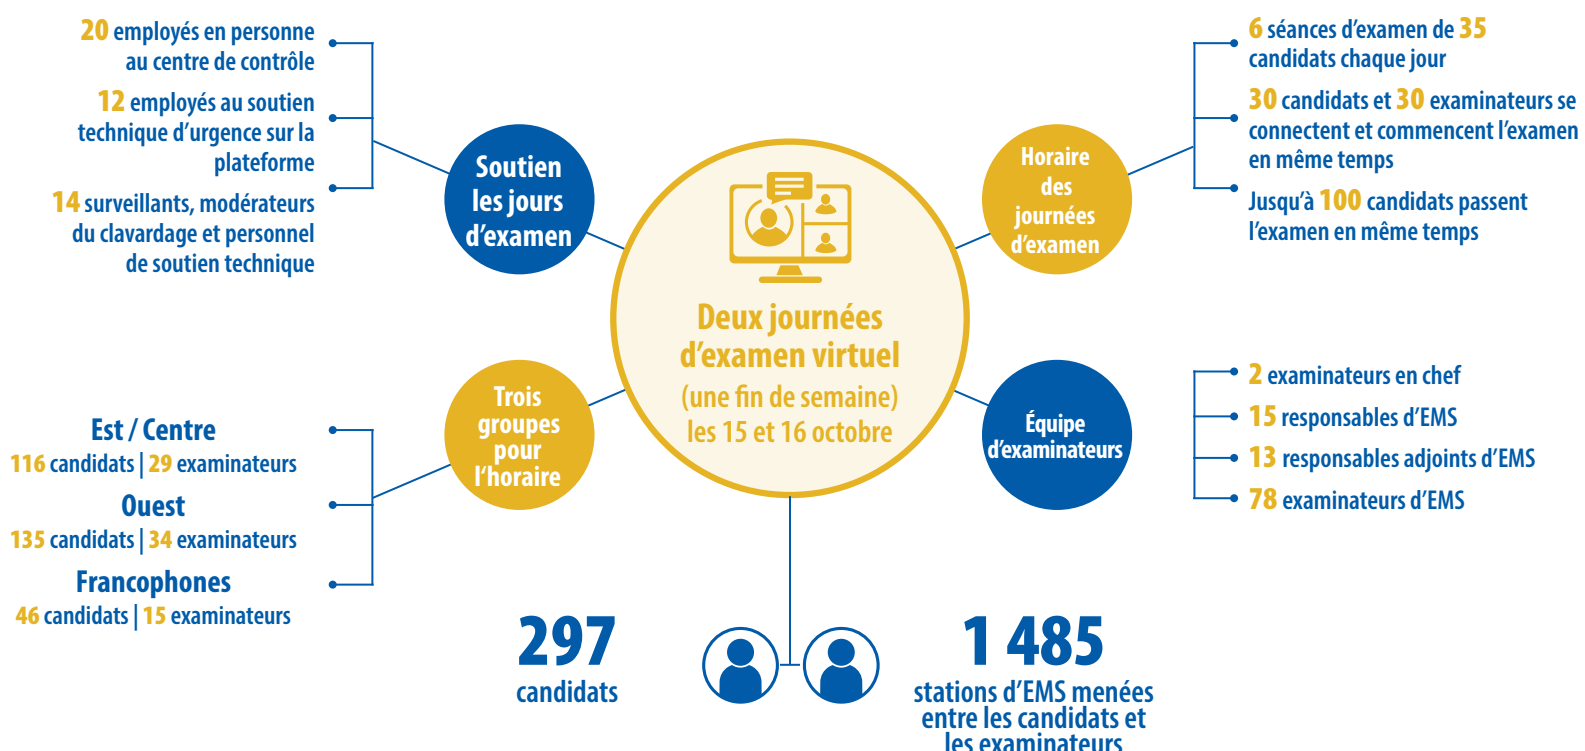 20 employés en personne
au centre de contrôle
12 employés au soutien
technique d’urgence sur la
plateforme
14 surveillants, modérateurs
du clavardage et personnel
de soutien technique
Soutien
les jours
d’examen
Horaire
des
journées
d’examen
6 séances d’examen de 35
candidats chaque jour
30 candidats et 30 examinateurs se
connectent et commencent l’examen
en même temps
Jusqu’à 100 candidats passent
l’examen en même temps
Deux journées
d’examen virtuel
(une fin de semaine)
les 15 et 16 octobre
Trois
groupes
pour
l’horaire
Est / Centre
116 candidats | 29 examinateurs
Ouest
135 candidats | 34 examinateurs
Francophones
46 candidats | 15 examinateurs
Équipe
d’examinateurs
2 examinateurs en chef
15 responsables d’EMS
13 responsables adjoints d’EMS
78 examinateurs d’EMS
297
candidats
1 485
stations d’EMS menées
entre les candidats et
les examinateurs